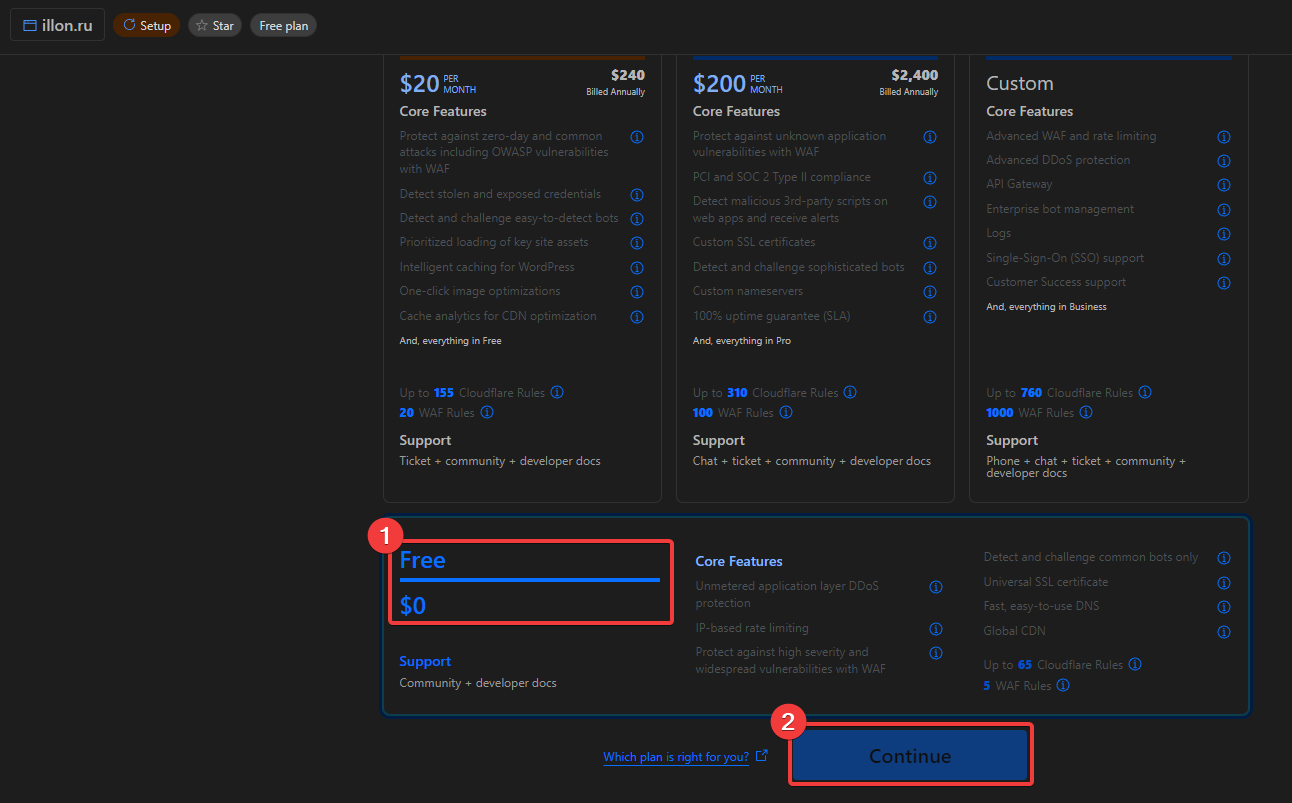 illon.ru
Setup
Star
Free plan
$20 PER MONTH
$240
Billed Annually
Core Features
Protect against zero-day and common
attacks including OWASP vulnerabilities
with WAF
Detect stolen and exposed credentials
Detect and challenge easy-to-detect bots
Prioritized loading of key site assets
Intelligent caching for WordPress
One-click image optimizations
Cache analytics for CDN optimization
And, everything in Free
Up to 155 Cloudflare Rules
20 WAF Rules
Support
Ticket + community + developer docs
$200 PER MONTH
$2,400
Billed Annually
Core Features
Protect against unknown application
vulnerabilities with WAF
PCI and SOC 2 Type II compliance
Detect malicious 3rd-party scripts on
web apps and receive alerts
Custom SSL certificates
Detect and challenge sophisticated bots
Custom nameservers
100% uptime guarantee (SLA)
And, everything in Pro
Up to 310 Cloudflare Rules
100 WAF Rules
Support
Chat + ticket + community + developer docs
Custom
Core Features
Advanced WAF and rate limiting
Advanced DDoS protection
API Gateway
Enterprise bot management
Logs
Single-Sign-On (SSO) support
Customer Success support
And, everything in Business
Up to 760 Cloudflare Rules
1000 WAF Rules
Support
Phone + chat + ticket + community +
developer docs
1
Free
$0
Support
Community + developer docs
Core Features
Unmetered application layer DDoS
protection
IP-based rate limiting
Protect against high severity and
widespread vulnerabilities with WAF
Detect and challenge common bots only
Universal SSL certificate
Fast, easy-to-use DNS
Global CDN
Up to 65 Cloudflare Rules
5 WAF Rules
Which plan is right for you?
2
Continue